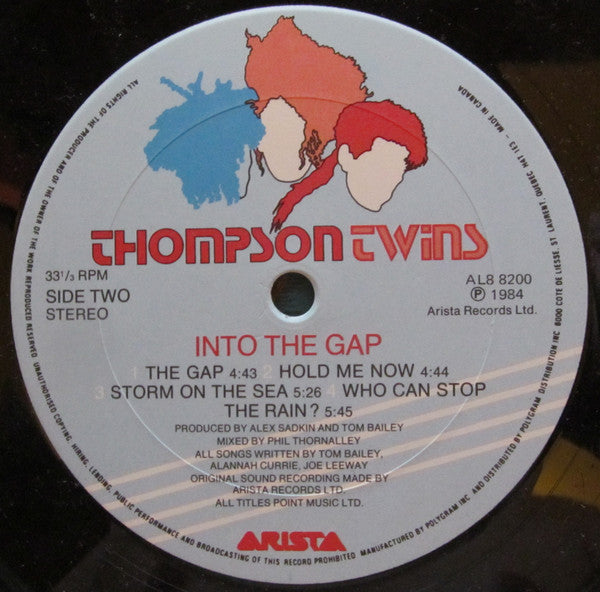 THOMPSON TWINS
33 1/3 RPM
SIDE TWO
STEREO
AL8 8200
Ⓟ 1984
Arista Records Ltd.
INTO THE GAP
1 THE GAP 4:43 2 HOLD ME NOW 4:44
3 STORM ON THE SEA 5:26 4 WHO CAN STOP
THE RAIN? 5:45
PRODUCED BY ALEX SADKIN AND TOM BAILEY
MIXED BY PHIL THORNALLEY
ALL SONGS WRITTEN BY TOM BAILEY,
ALANNAH CURRIE, JOE LEEWAY
ORIGINAL SOUND RECORDING MADE BY
ARISTA RECORDS LTD.
ALL TITLES POINT MUSIC LTD.
ARISTA
ALL RIGHTS OF THE PRODUCER AND OF THE OWNER OF THE WORK REPRODUCED RESERVED. UNAUTHORISED COPYING, HIRING, LENDING, PUBLIC PERFORMANCE AND BROADCASTING OF THIS RECORD PROHIBITED MANUFACTURED BY POLYGRAM INC AND DISTRIBUTED BY POLYGRAM DISTRIBUTION INC 6000 COTE DE LIESSE, ST LAURENT, QUEBEC H4T 1E3 - MADE IN CANADA